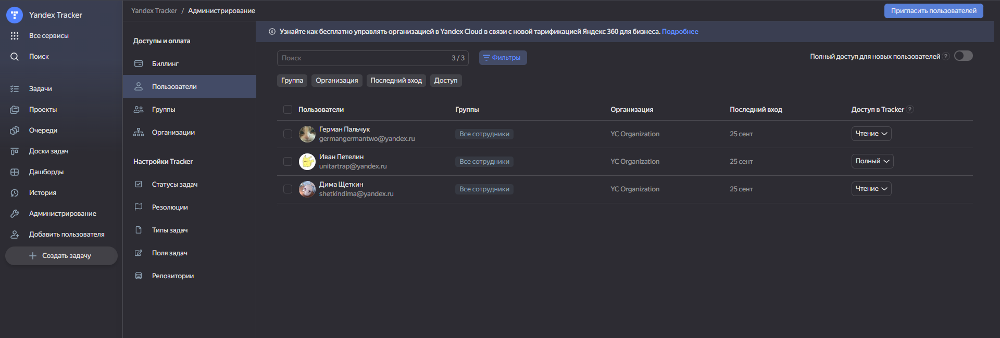 Yandex Tracker
Все сервисы
Поиск
Задачи
Проекты
Очереди
Доски задач
Дашборды
История
Администрирование
Добавить пользователя
Создать задачу
Yandex Tracker / Администрирование
Пригласить пользователей
Доступы и оплата
Биллинг
Пользователи
Группы
Организации
Настройки Tracker
Статусы задач
Резолюции
Типы задач
Поля задач
Репозитории
Узнайте как бесплатно управлять организацией в Yandex Cloud в связи с новой тарификацией Яндекс 360 для бизнеса. Подробнее
Поиск 3 / 3 Фильтры
Полный доступ для новых пользователей ?
Группа Организация Последний вход Доступ
Пользователи Группы Организация Последний вход Доступ в Tracker ?
Герман Пальчук
germangermantwo@yandex.ru
Все сотрудники YC Organization 25 сент Чтение
Иван Петелин
unitartrap@yandex.ru
Все сотрудники YC Organization 25 сент Полный
Дима Щеткин
shetkindima@yandex.ru
Все сотрудники YC Organization 25 сент Чтение